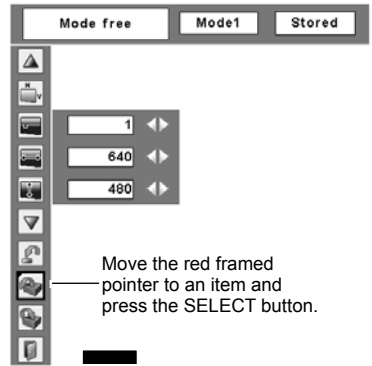 Mode free
Mode1
Stored
H
V
1
640
480
Move the red framed
pointer to an item and
press the SELECT button.